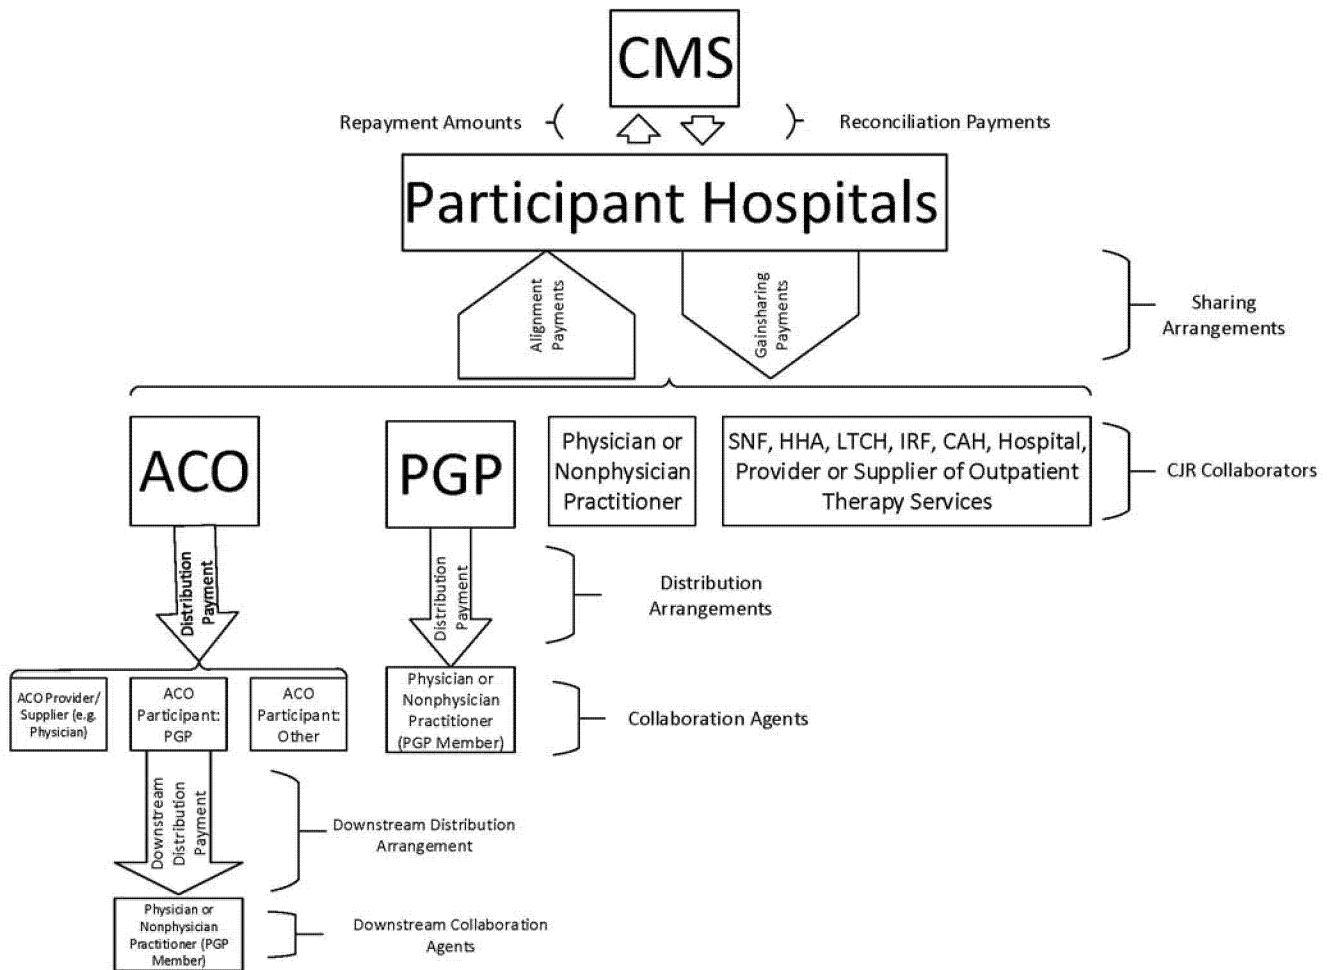 CMS
Repayment Amounts
Reconciliation Payments
Participant Hospitals
Alignment
Payments
Gainsharing
Payments
Sharing
Arrangements
ACO
PGP
Physician or
Nonphysician
Practitioner
SNF, HHA, LTCH, IRF, CAH, Hospital,
Provider or Supplier of Outpatient
Therapy Services
CJR Collaborators
Distribution
Payment
Distribution
Payment
Distribution
Arrangements
ACO Provider/
Supplier (e.g.
Physician)
ACO
Participant:
PGP
ACO
Participant:
Other
Physician or
Nonphysician
Practitioner
(PGP Member)
Collaboration Agents
Downstream
Distribution
Payment
Downstream Distribution
Arrangement
Physician or
Nonphysician
Practitioner (PGP
Member)
Downstream Collaboration
Agents